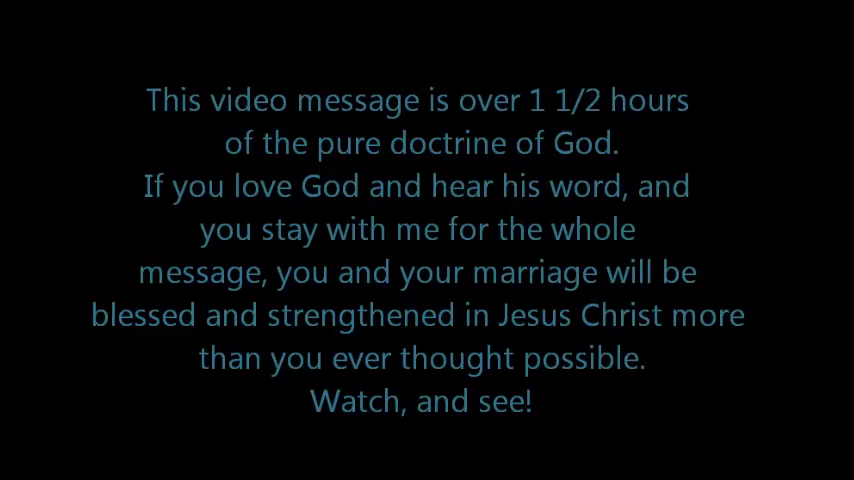 This video message is over 1 1/2 hours
of the pure doctrine of God.
If you love God and hear his word, and
you stay with me for the whole
message, you and your marriage will be
blessed and strengthened in Jesus Christ more
than you ever thought possible.
Watch, and see!